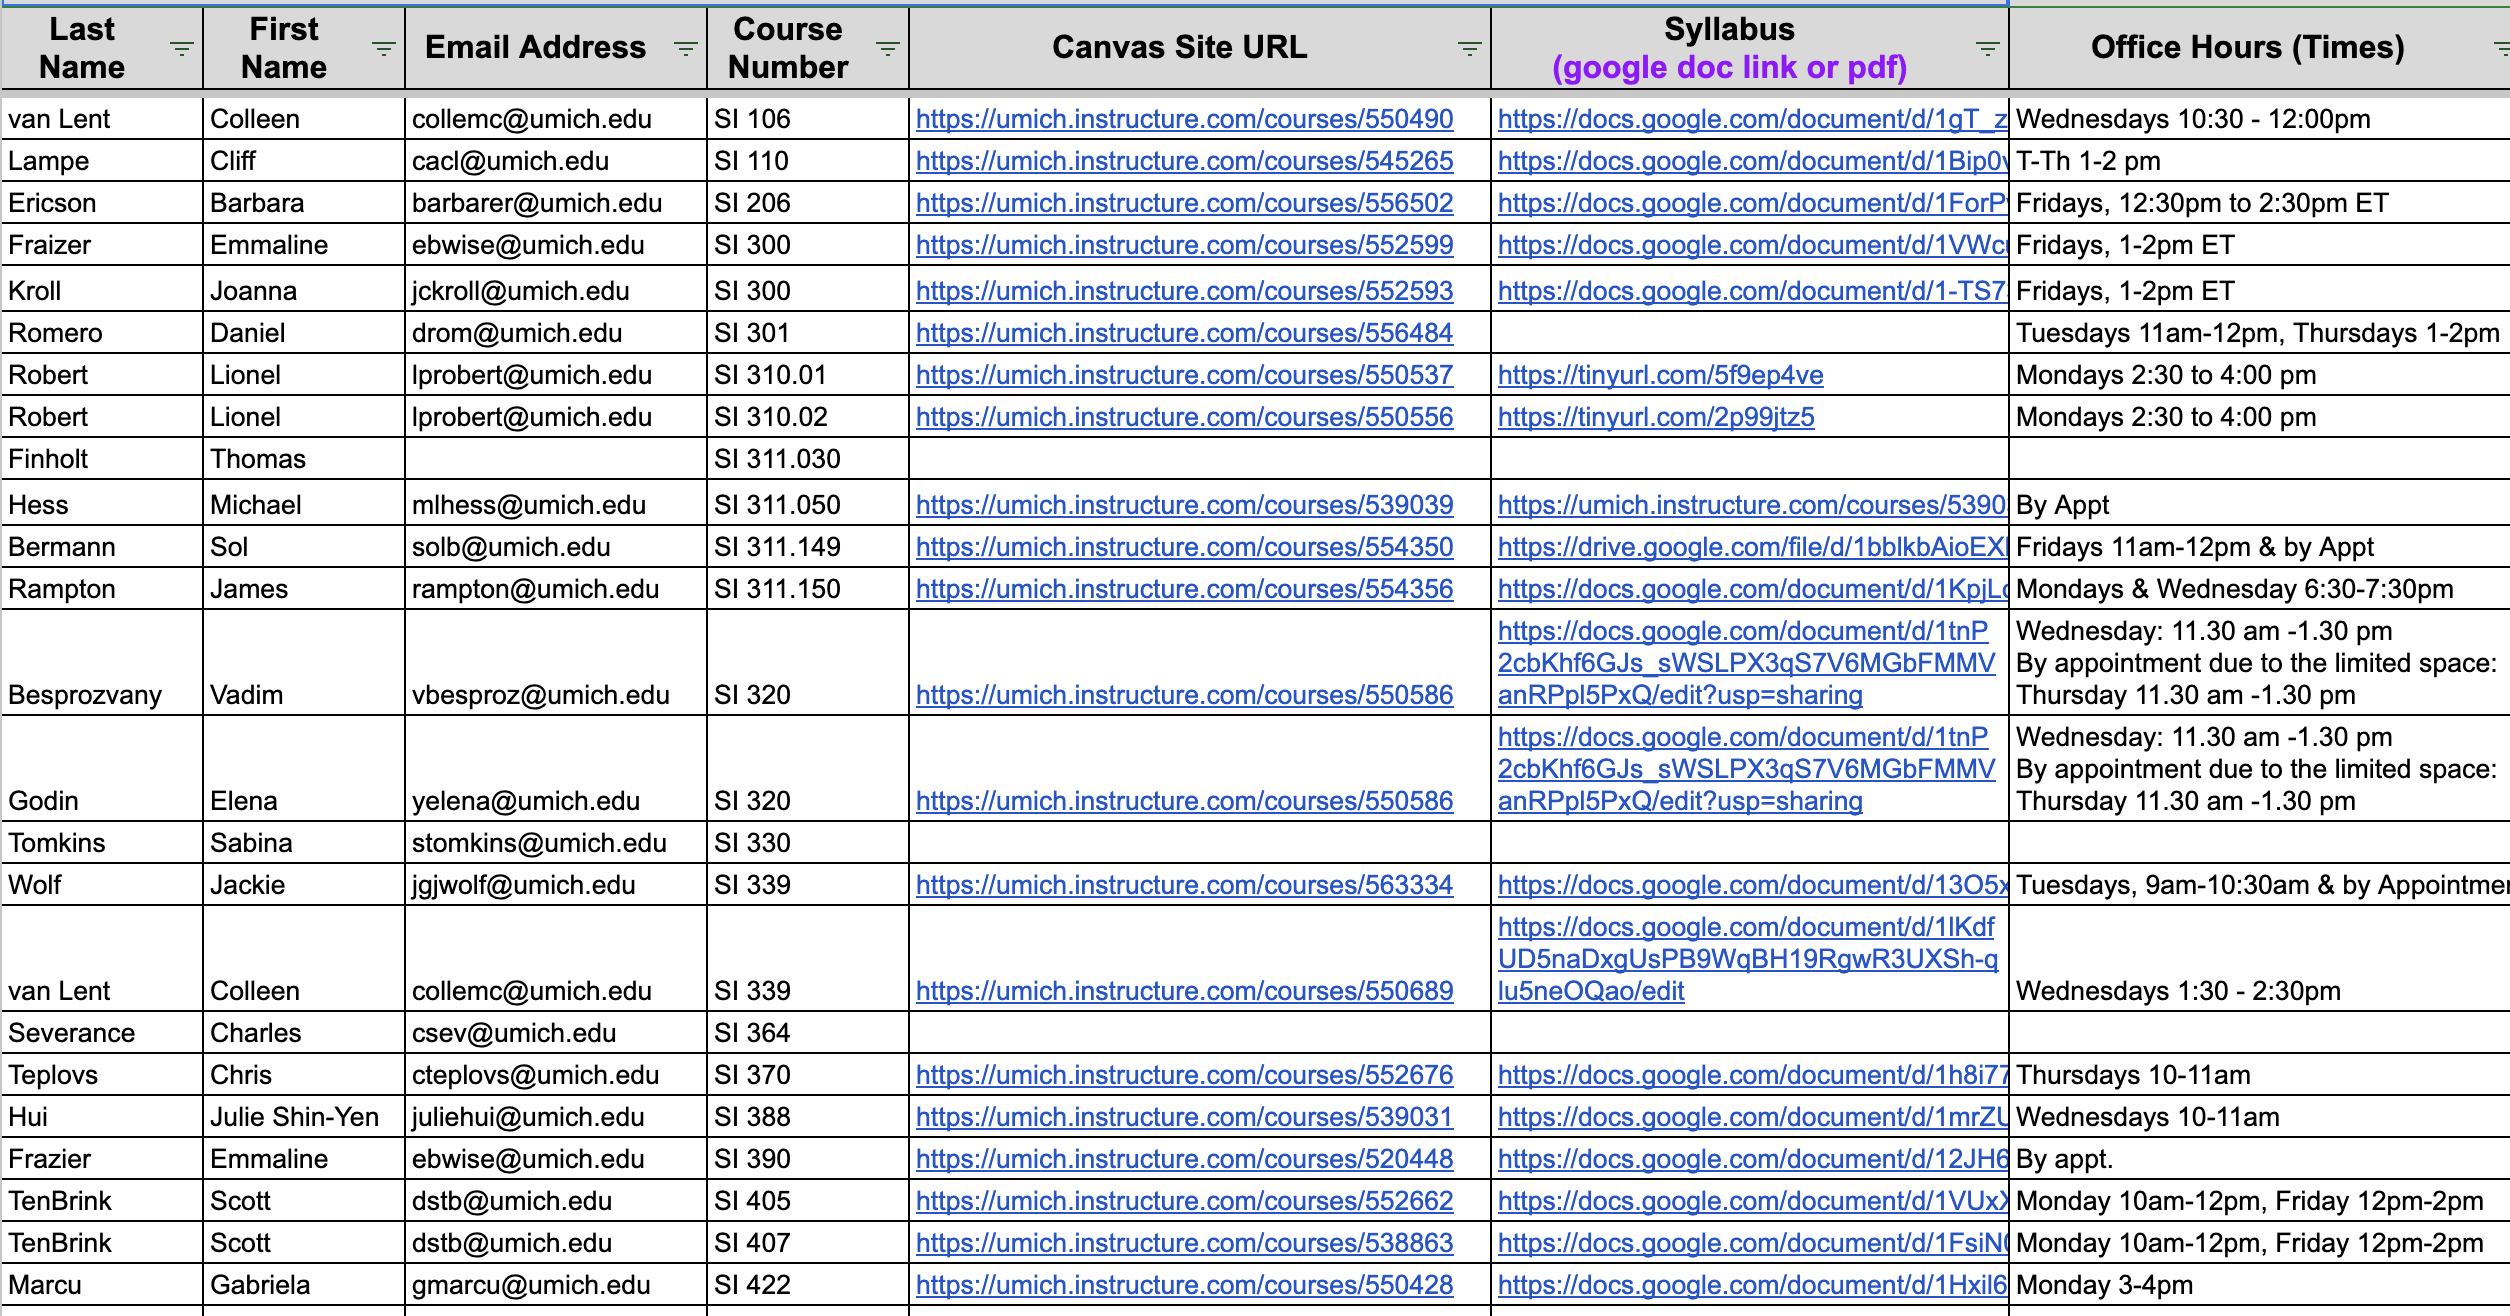 Last Name First Name Email Address Course Number Canvas Site URL Syllabus (google doc link or pdf) Office Hours (Times)
van Lent Colleen collemc@umich.edu SI 106 https://umich.instructure.com/courses/550490 https://docs.google.com/document/d/1gT_z Wednesdays 10:30 - 12:00pm
Lampe Cliff cacl@umich.edu SI 110 https://umich.instructure.com/courses/545265 https://docs.google.com/document/d/1Bip0 T-Th 1-2 pm
Ericson Barbara barbarer@umich.edu SI 206 https://umich.instructure.com/courses/556502 https://docs.google.com/document/d/1ForP Fridays, 12:30pm to 2:30pm ET
Fraizer Emmaline ebwise@umich.edu SI 300 https://umich.instructure.com/courses/552599 https://docs.google.com/document/d/1VWc Fridays, 1-2pm ET
Kroll Joanna jckroll@umich.edu SI 300 https://umich.instructure.com/courses/552593 https://docs.google.com/document/d/1-TS7 Fridays, 1-2pm ET
Romero Daniel drom@umich.edu SI 301 https://umich.instructure.com/courses/556484 Tuesdays 11am-12pm, Thursdays 1-2pm
Robert Lionel lprobert@umich.edu SI 310.01 https://umich.instructure.com/courses/550537 https://tinyurl.com/5f9ep4ve Mondays 2:30 to 4:00 pm
Robert Lionel lprobert@umich.edu SI 310.02 https://umich.instructure.com/courses/550556 https://tinyurl.com/2p99jtz5 Mondays 2:30 to 4:00 pm
Finholt Thomas SI 311.030
Hess Michael mlhess@umich.edu SI 311.050 https://umich.instructure.com/courses/539039 https://umich.instructure.com/courses/5390 By Appt
Bermann Sol solb@umich.edu SI 311.149 https://umich.instructure.com/courses/554350 https://drive.google.com/file/d/1bblkbAioEX Fridays 11am-12pm & by Appt
Rampton James rampton@umich.edu SI 311.150 https://umich.instructure.com/courses/554356 https://docs.google.com/document/d/1KpjL Mondays & Wednesday 6:30-7:30pm
https://docs.google.com/document/d/1tnP Wednesday: 11.30 am -1.30 pm
2cbKhf6GJs_sWSLPX3qS7V6MGbFMMV By appointment due to the limited space:
Besprozvany Vadim vbesproz@umich.edu SI 320 https://umich.instructure.com/courses/550586 anRPpl5PxQ/edit?usp=sharing Thursday 11.30 am -1.30 pm
https://docs.google.com/document/d/1tnP Wednesday: 11.30 am -1.30 pm
2cbKhf6GJs_sWSLPX3qS7V6MGbFMMV By appointment due to the limited space:
Godin Elena yelena@umich.edu SI 320 https://umich.instructure.com/courses/550586 anRPpl5PxQ/edit?usp=sharing Thursday 11.30 am -1.30 pm
Tomkins Sabina stomkins@umich.edu SI 330
Wolf Jackie jgjwolf@umich.edu SI 339 https://umich.instructure.com/courses/563334 https://docs.google.com/document/d/13O5x Tuesdays, 9am-10:30am & by Appointme
https://docs.google.com/document/d/1lKdf
UD5naDxgUsPB9WqBH19RgwR3UXSh-q
van Lent Colleen collemc@umich.edu SI 339 https://umich.instructure.com/courses/550689 lu5neOQao/edit Wednesdays 1:30 - 2:30pm
Severance Charles csev@umich.edu SI 364
Teplovs Chris cteplovs@umich.edu SI 370 https://umich.instructure.com/courses/552676 https://docs.google.com/document/d/1h8i77 Thursdays 10-11am
Hui Julie Shin-Yen juliehui@umich.edu SI 388 https://umich.instructure.com/courses/539031 https://docs.google.com/document/d/1mrZU Wednesdays 10-11am
Frazier Emmaline ebwise@umich.edu SI 390 https://umich.instructure.com/courses/520448 https://docs.google.com/document/d/12JH6 By appt.
TenBrink Scott dstb@umich.edu SI 405 https://umich.instructure.com/courses/552662 https://docs.google.com/document/d/1VUxX Monday 10am-12pm, Friday 12pm-2pm
TenBrink Scott dstb@umich.edu SI 407 https://umich.instructure.com/courses/538863 https://docs.google.com/document/d/1FsiN Monday 10am-12pm, Friday 12pm-2pm
Marcu Gabriela gmarcu@umich.edu SI 422 https://umich.instructure.com/courses/550428 https://docs.google.com/document/d/1Hxil6 Monday 3-4pm